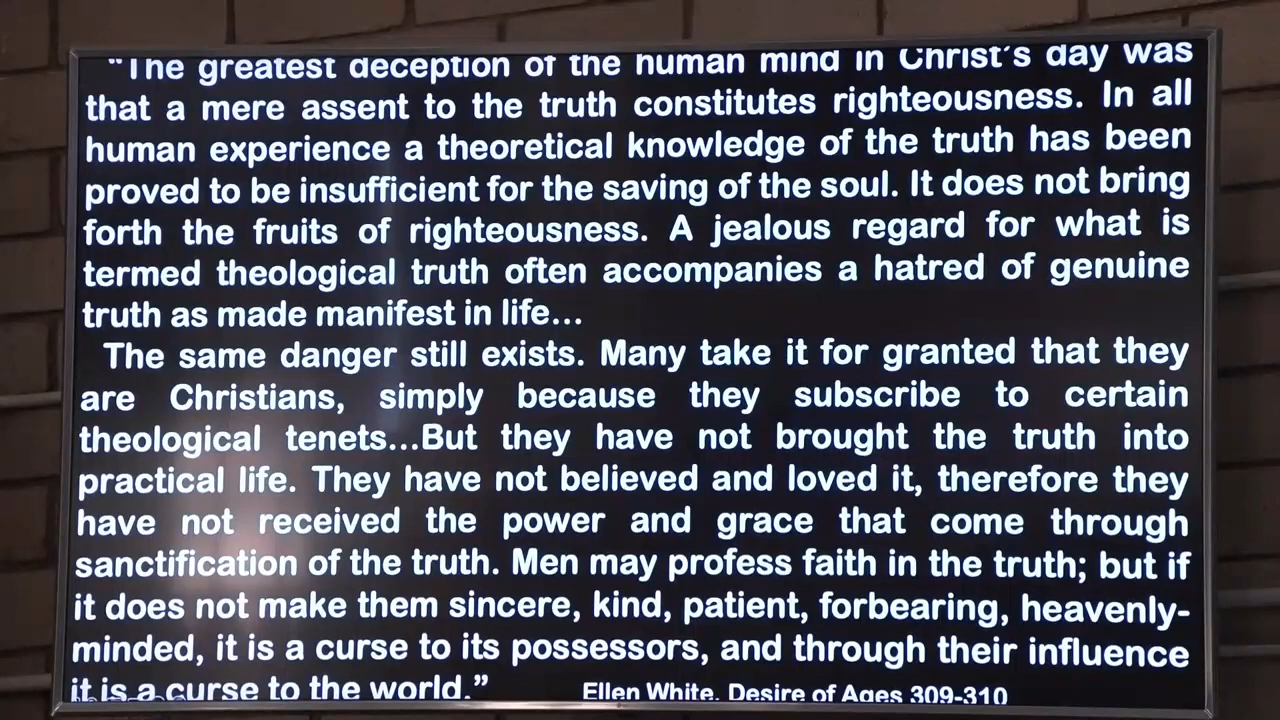 “The greatest deception of the human mind in Christ’s day was
that a mere assent to the truth constitutes righteousness. In all
human experience a theoretical knowledge of the truth has been
proved to be insufficient for the saving of the soul. It does not bring
forth the fruits of righteousness. A jealous regard for what is
termed theological truth often accompanies a hatred of genuine
truth as made manifest in life...
The same danger still exists. Many take it for granted that they
are Christians, simply because they subscribe to certain
theological tenets...But they have not brought the truth into
practical life. They have not believed and loved it, therefore they
have not received the power and grace that come through
sanctification of the truth. Men may profess faith in the truth; but if
it does not make them sincere, kind, patient, forbearing, heavenly-
minded, it is a curse to its possessors, and through their influence
it is a curse to the world.” Ellen White, Desire of Ages 309-310